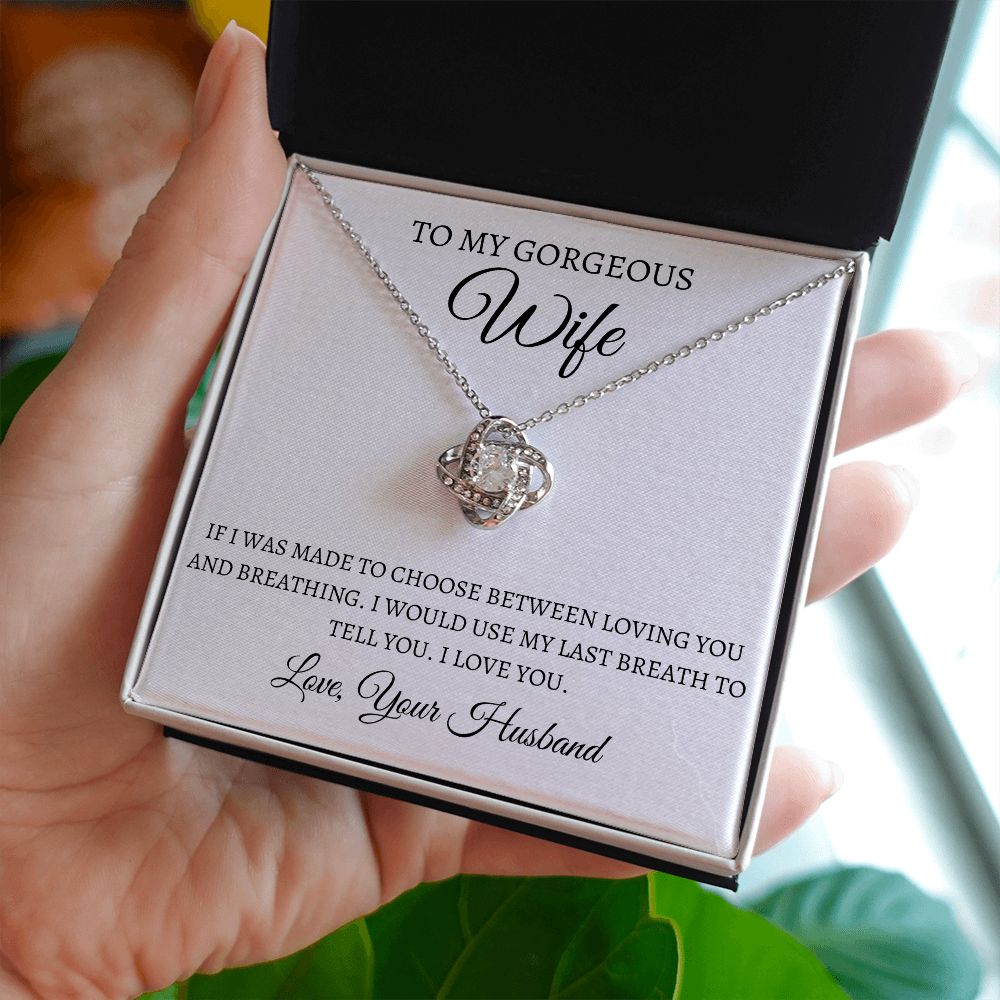 TO MY GORGEOUS
Wife
IF I WAS MADE TO CHOOSE BETWEEN LOVING YOU
AND BREATHING. I WOULD USE MY LAST BREATH TO
TELL YOU. I LOVE YOU.
Love, Your Husband